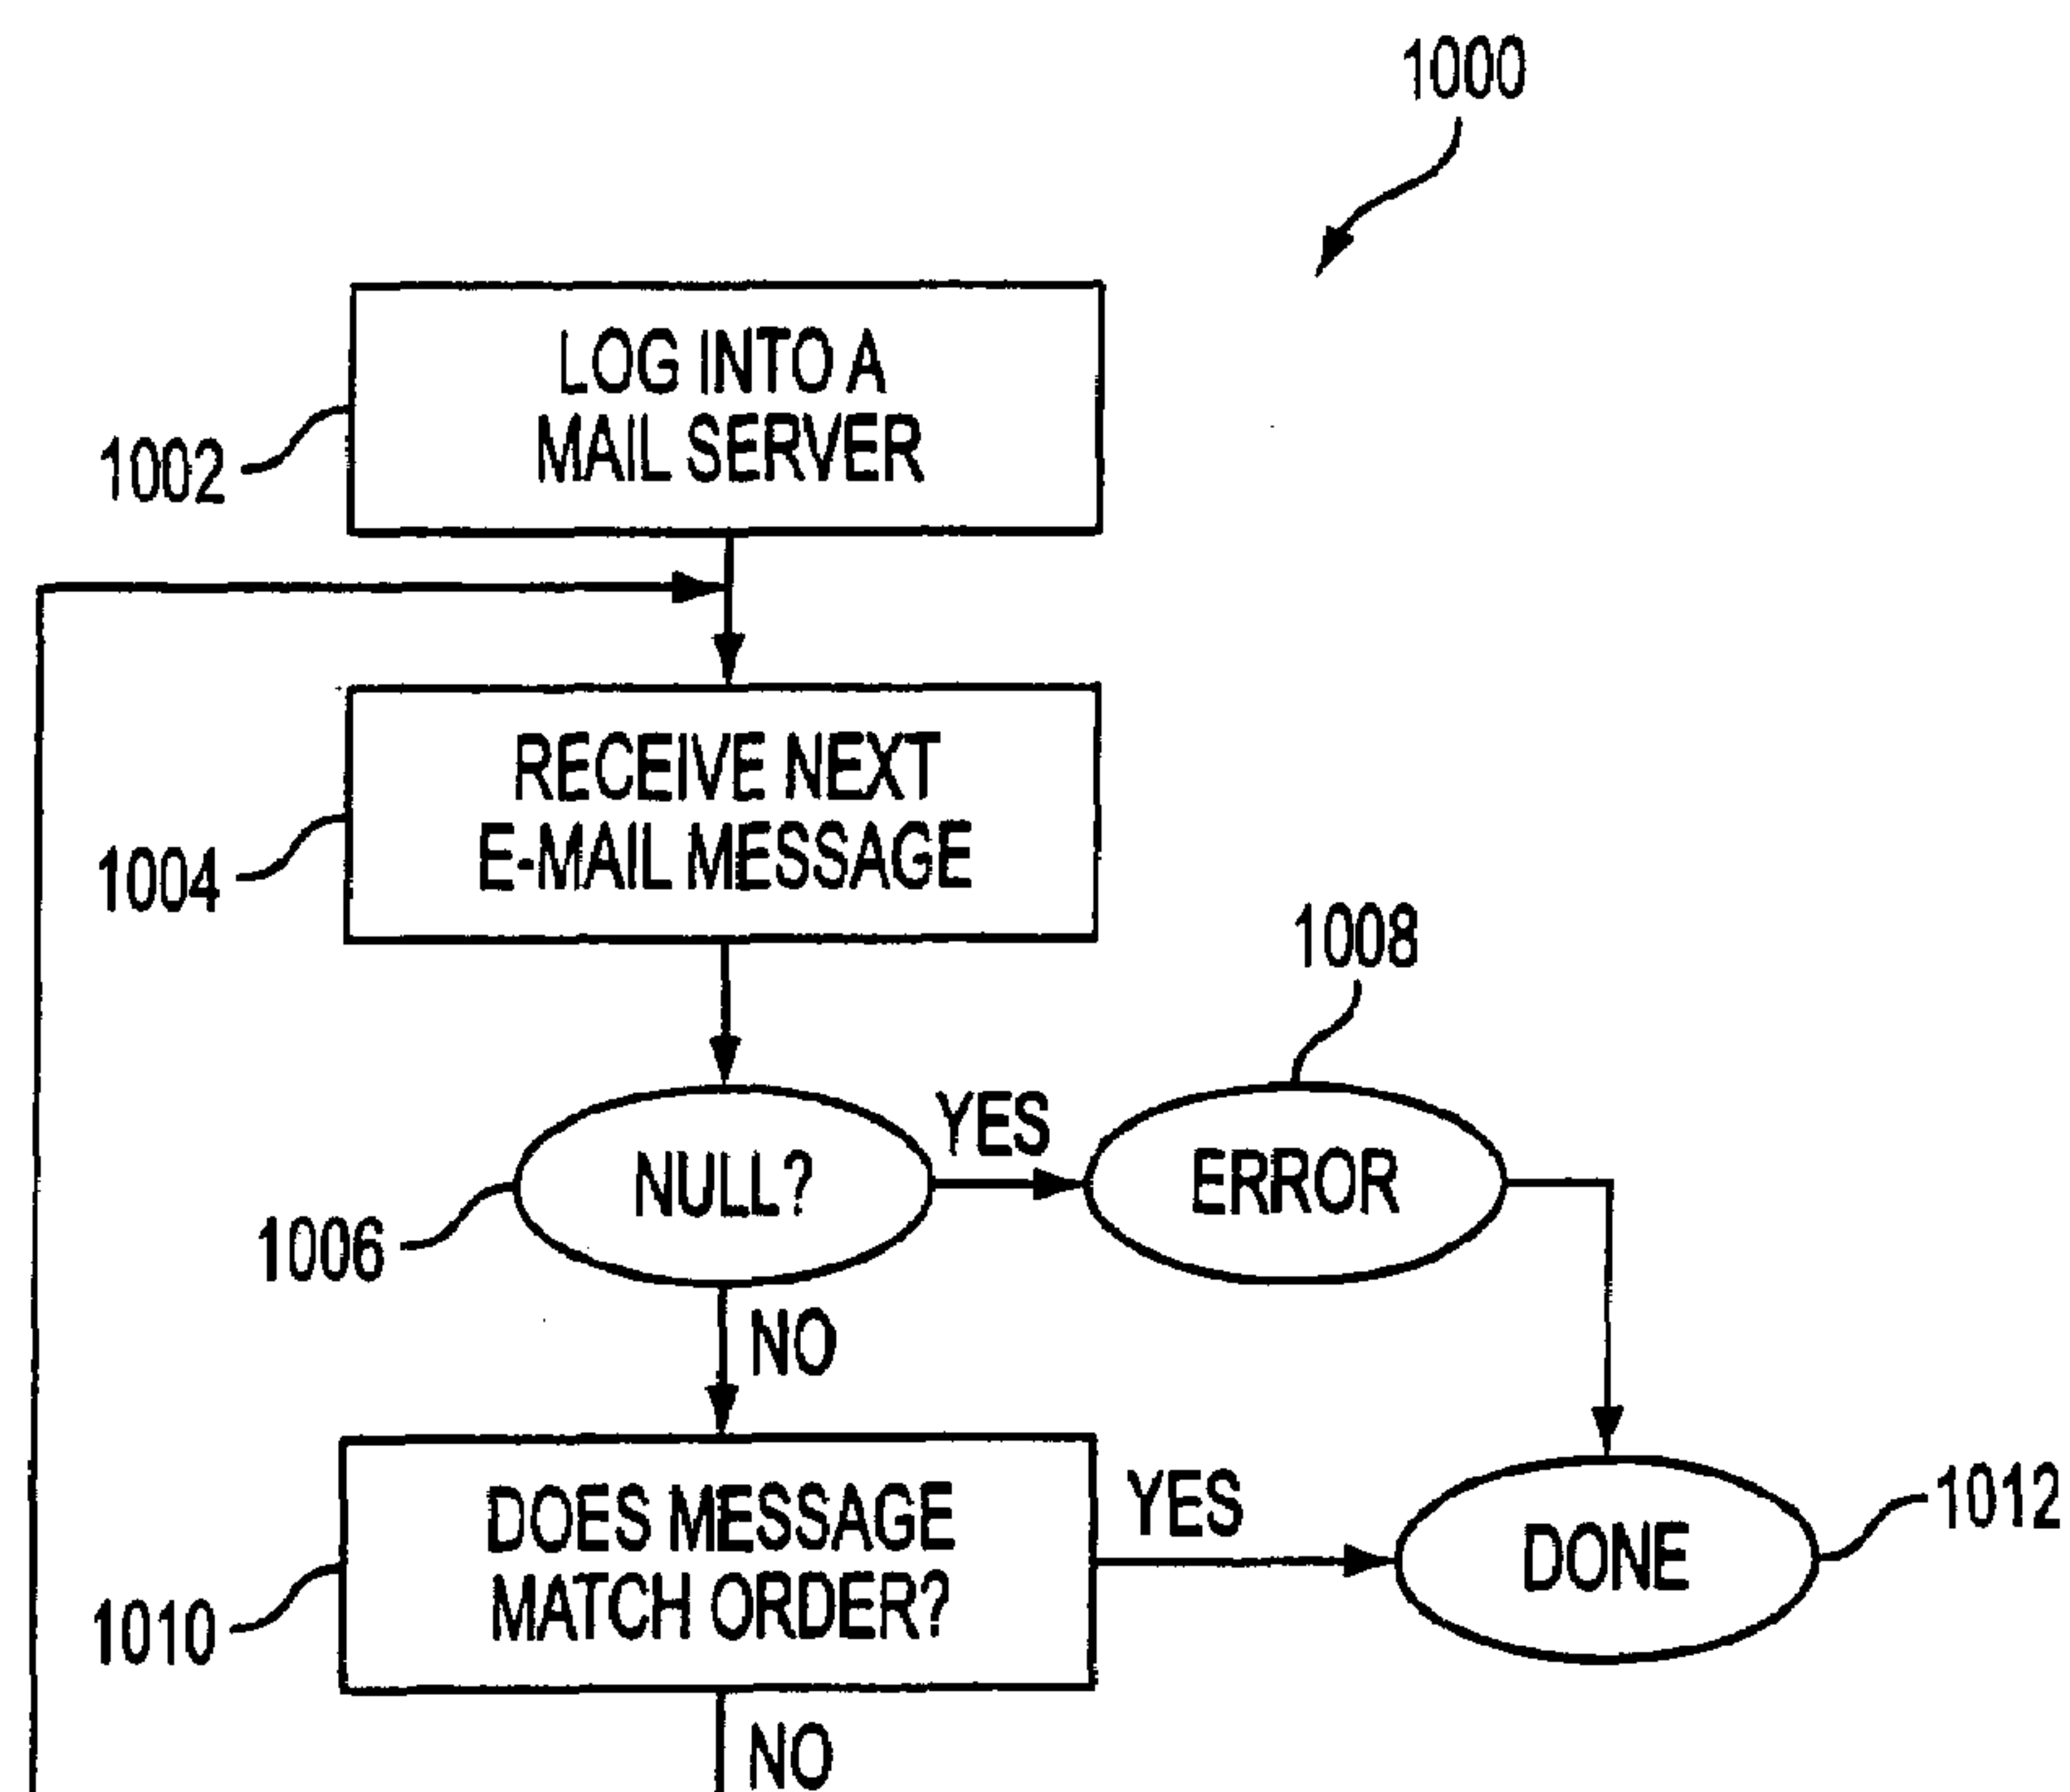 1000
LOG INTO A
MAIL SERVER
1002
RECEIVE NEXT
E-MAIL MESSAGE
1004
1008
YES
NULL?
ERROR
1006
NO
DOES MESSAGE
MATCH ORDER?
YES
DONE
1012
1010
NO